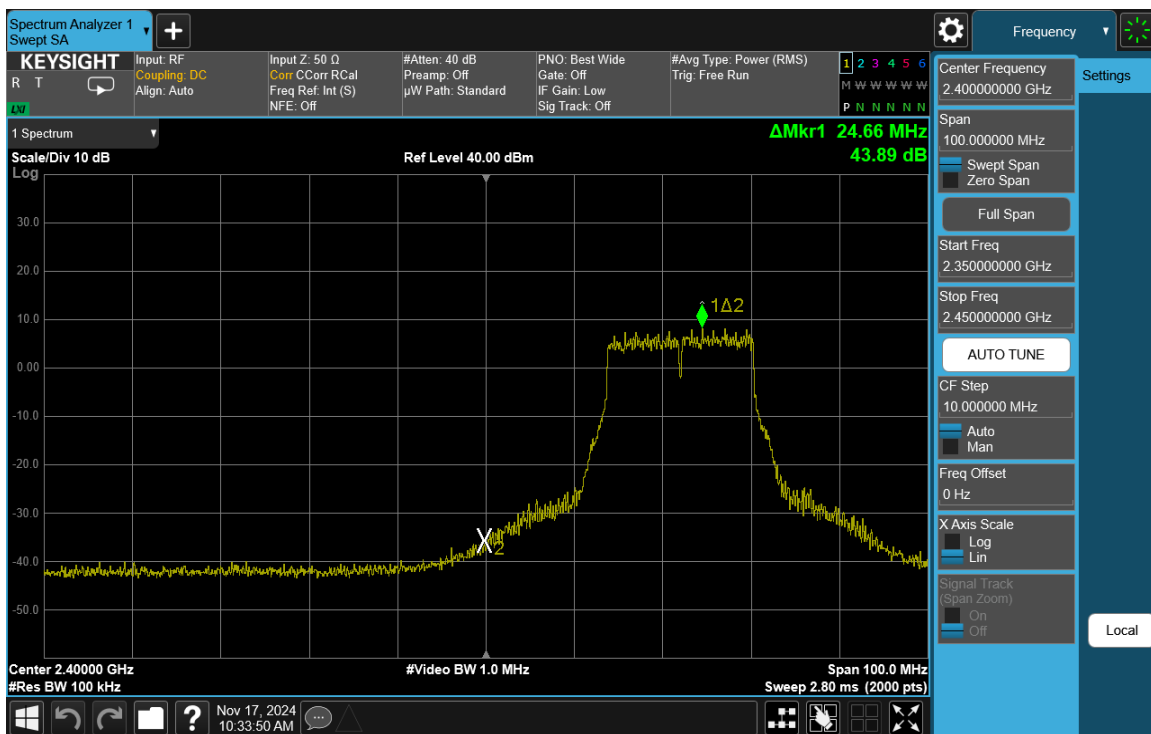 Spectrum Analyzer 1
Swept SA
Frequency
KEYSIGHT
R T
LXI
Input: RF
Coupling: DC
Align: Auto
Input Z: 50 Ω
Corr CCorr RCal
Freq Ref: Int (S)
NFE: Off
#Atten: 40 dB
Preamp: Off
µW Path: Standard
PNO: Best Wide
Gate: Off
IF Gain: Low
Sig Track: Off
#Avg Type: Power (RMS)
Trig: Free Run
1 2 3 4 5 6
M W W W W W
P N N N N N
1 Spectrum
ΔMkr1 24.66 MHz
Scale/Div 10 dB
Ref Level 40.00 dBm
43.89 dB
Log
30.0
20.0
10.0
0.00
-10.0
-20.0
-30.0
-40.0
-50.0
1Δ2
X2
Center 2.40000 GHz
#Video BW 1.0 MHz
Span 100.0 MHz
#Res BW 100 kHz
Sweep 2.80 ms (2000 pts)
Nov 17, 2024
10:33:50 AM
Center Frequency
2.400000000 GHz
Span
100.000000 MHz
Swept Span
Zero Span
Full Span
Start Freq
2.350000000 GHz
Stop Freq
2.450000000 GHz
AUTO TUNE
CF Step
10.000000 MHz
Auto
Man
Freq Offset
0 Hz
X Axis Scale
Log
Lin
Signal Track
(Span Zoom)
On
Off
Settings
Local